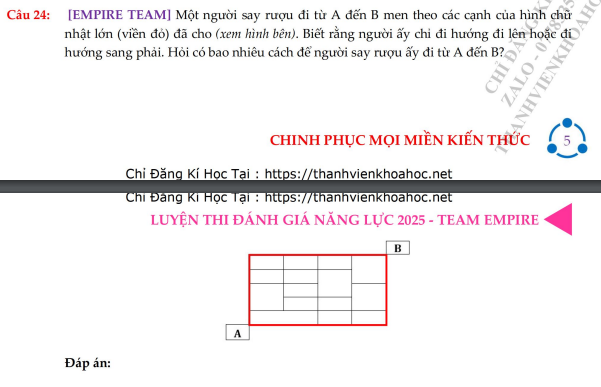 Câu 24: [EMPIRE TEAM] Một người say rượu đi từ A đến B men theo các cạnh của hình chữ
nhật lớn (viền đỏ) đã cho (xem hình bên). Biết rằng người ấy chỉ đi hướng đi lên hoặc đi
hướng sang phải. Hỏi có bao nhiêu cách để người say rượu ấy đi từ A đến B?
CHINH PHỤC MỌI MIỀN KIẾN THỨC 5
Chỉ Đăng Kí Học Tại : https://thanhvienkhoahoc.net
Chỉ Đăng Kí Học Tại : https://thanhvienkhoahoc.net
LUYỆN THI ĐÁNH GIÁ NĂNG LỰC 2025 - TEAM EMPIRE
B
A
Đáp án: